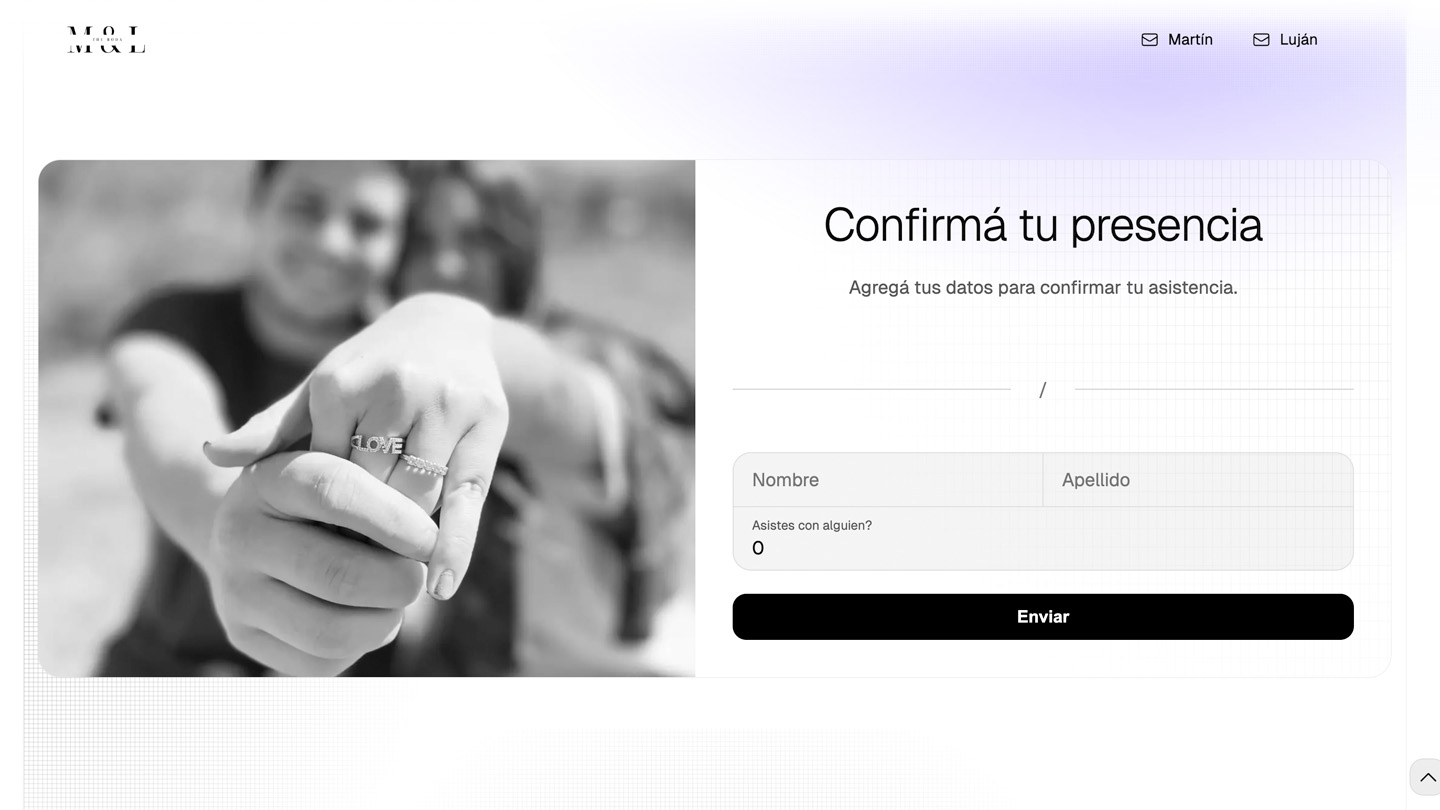 M & L
THE BODA
Martín
Luján
Confirmá tu presencia
Agregá tus datos para confirmar tu asistencia.
/
LOVE
Nombre
Apellido
Asistes con alguien?
0
Enviar